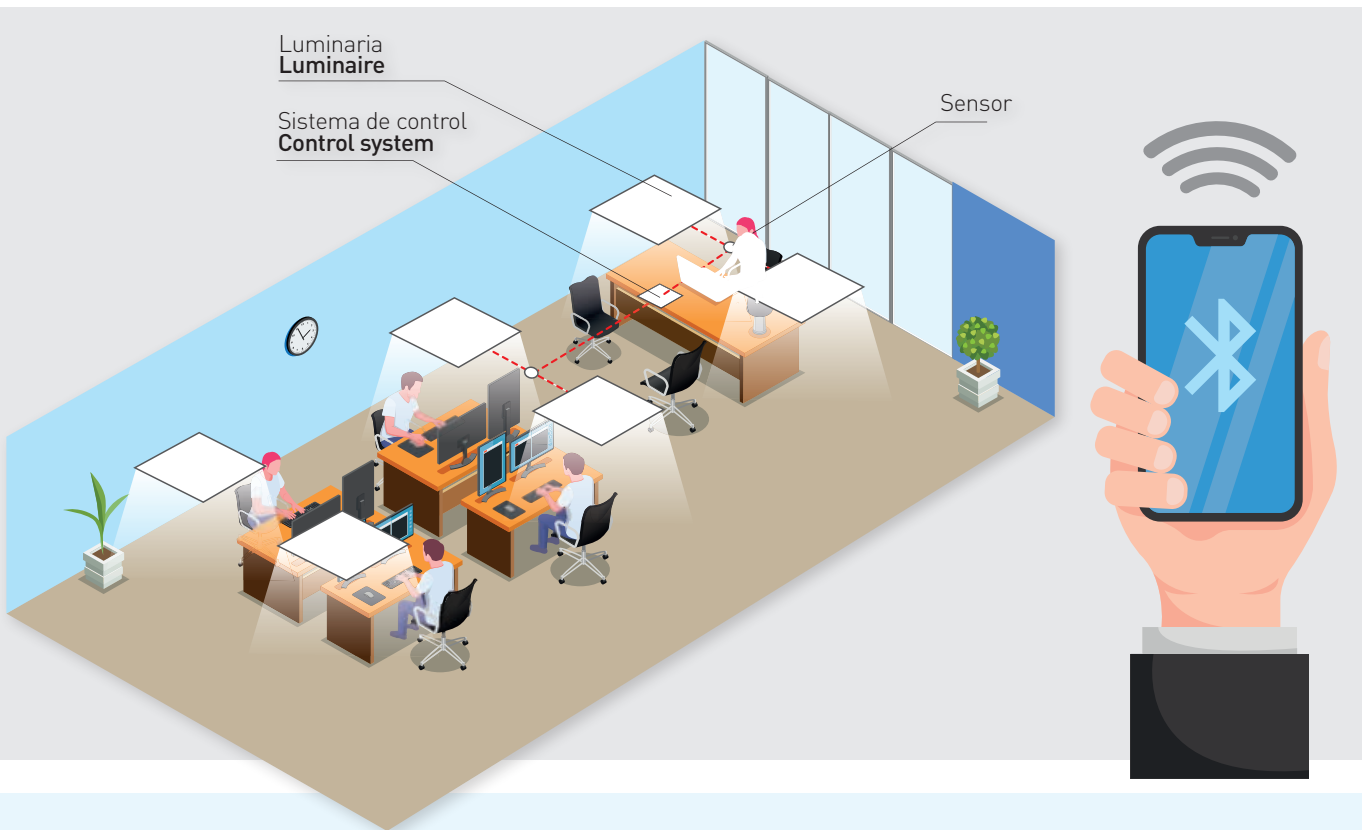 Luminaria
Luminaire
Sistema de control
Control system
Sensor